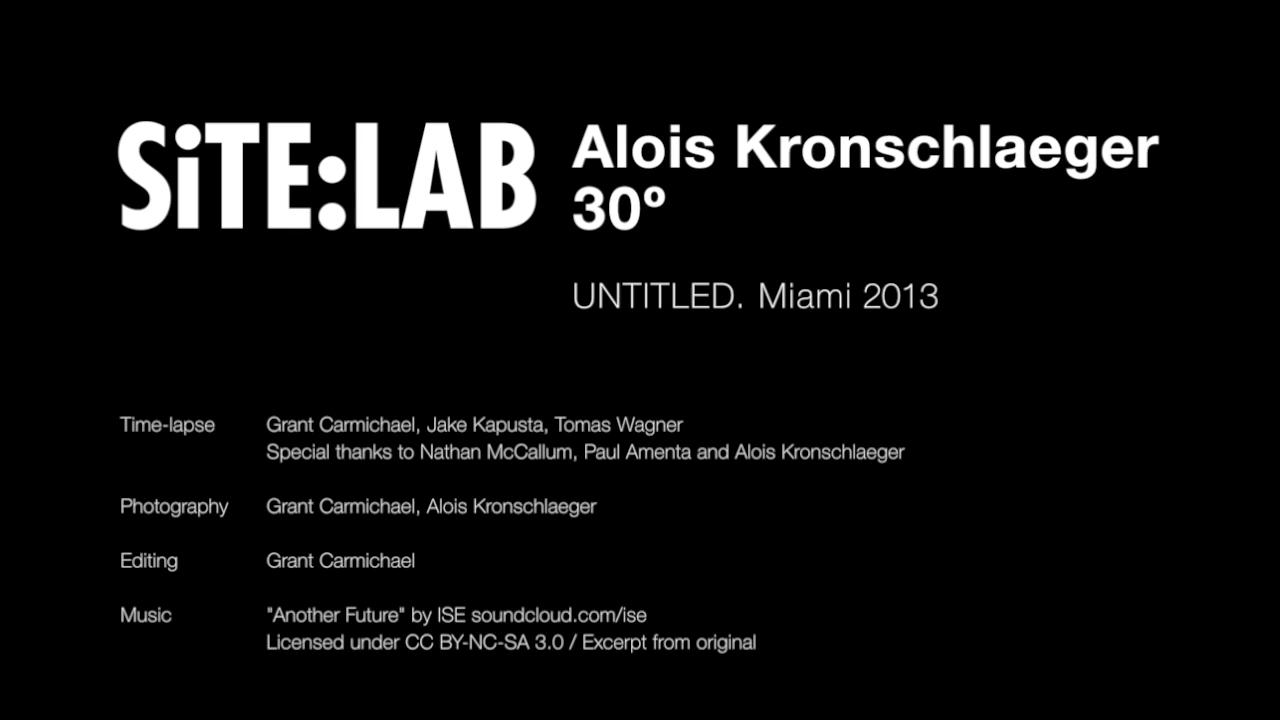 SiTE:LAB
Alois Kronschlaeger
30º
UNTITLED. Miami 2013
Time-lapse Grant Carmichael, Jake Kapusta, Tomas Wagner
Special thanks to Nathan McCallum, Paul Amenta and Alois Kronschlaeger
Photography Grant Carmichael, Alois Kronschlaeger
Editing Grant Carmichael
Music "Another Future" by ISE soundcloud.com/ise
Licensed under CC BY-NC-SA 3.0 / Excerpt from original